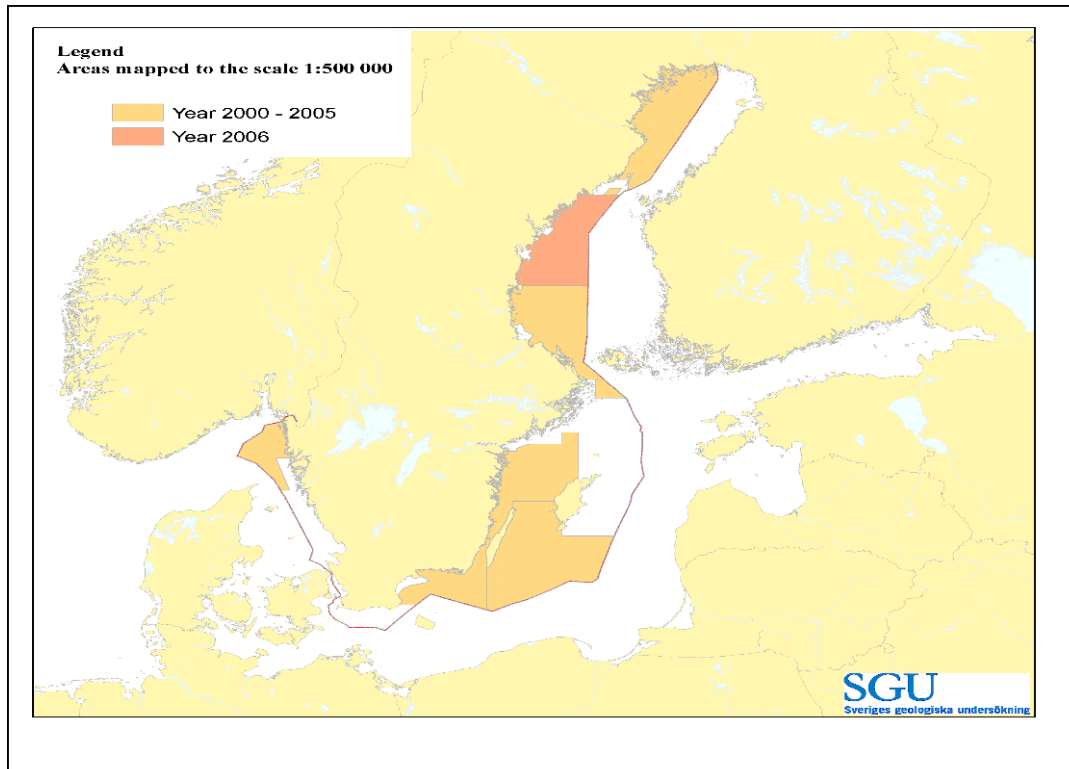 Legend
Areas mapped to the scale 1:500 000
Year 2000 - 2005
Year 2006
SGU
Sveriges geologiska undersökning